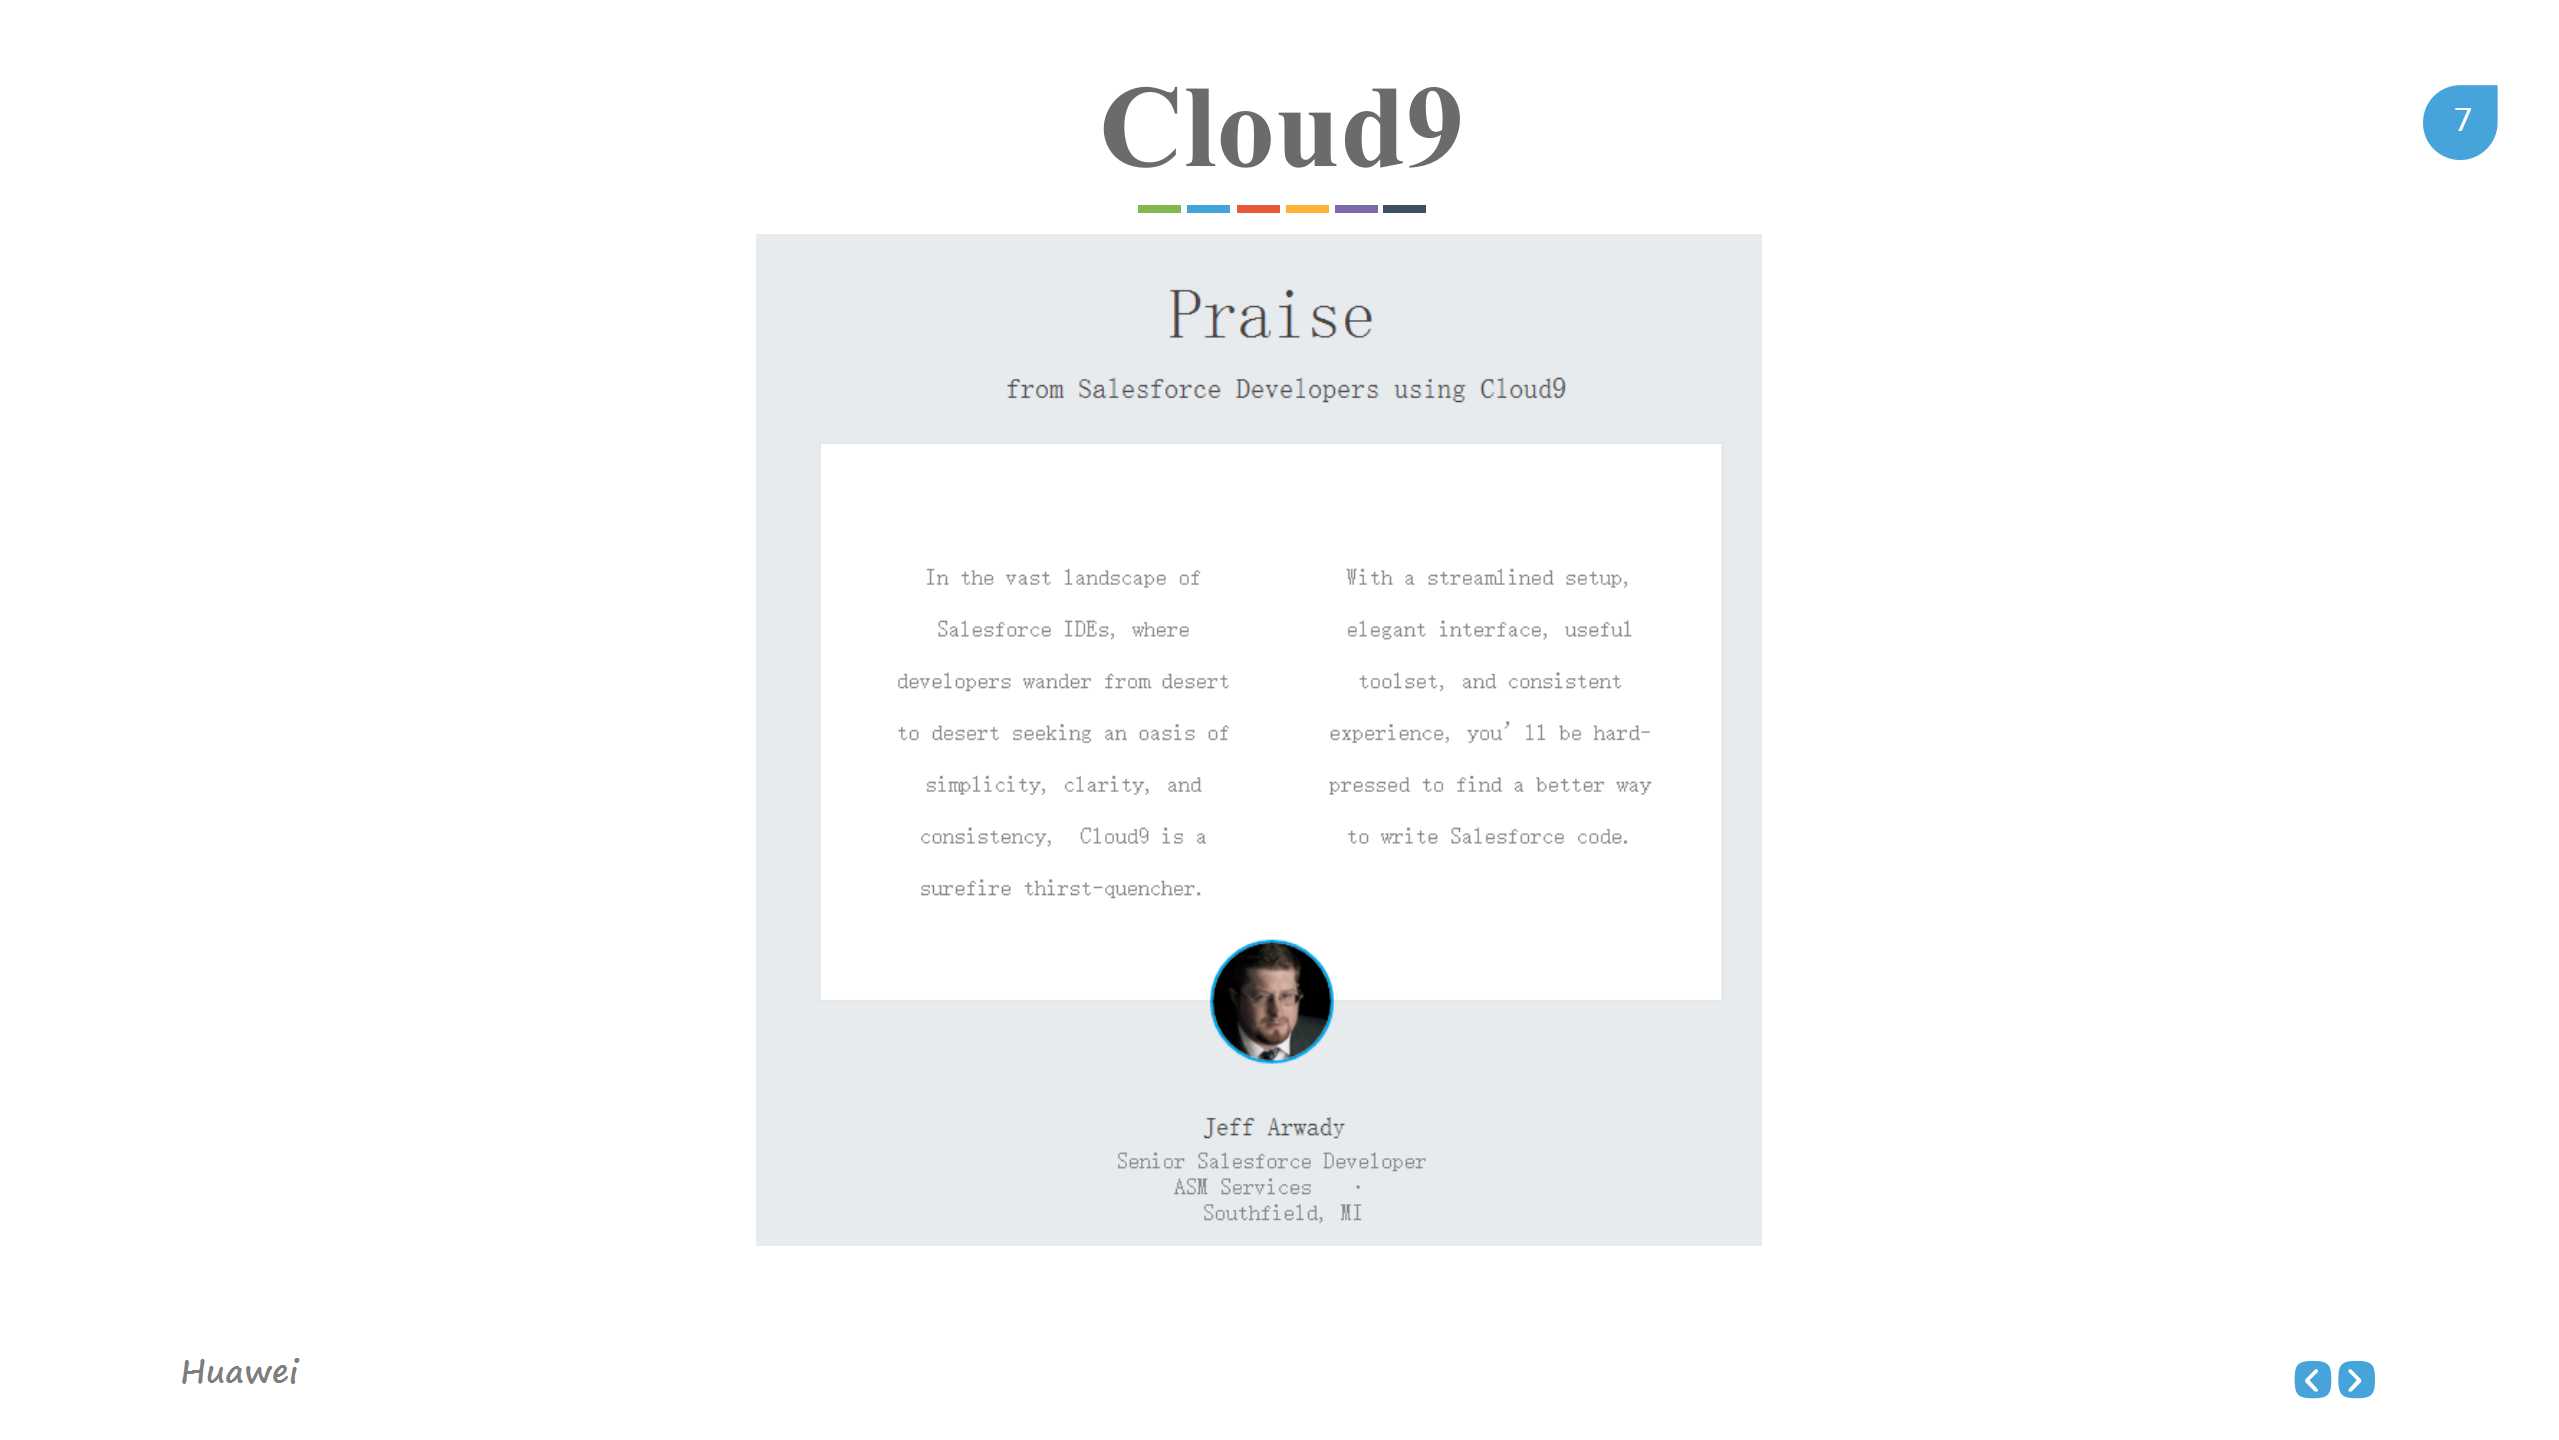 Cloud9
7
Praise
from Salesforce Developers using Cloud9
In the vast landscape of
Salesforce IDEs, where
developers wander from desert
to desert seeking an oasis of
simplicity, clarity, and
consistency, Cloud9 is a
surefire thirst-quencher.
With a streamlined setup,
elegant interface, useful
toolset, and consistent
experience, you’ll be hard-
pressed to find a better way
to write Salesforce code.
Jeff Arwady
Senior Salesforce Developer
ASM Services ·
Southfield, MI
Huawei